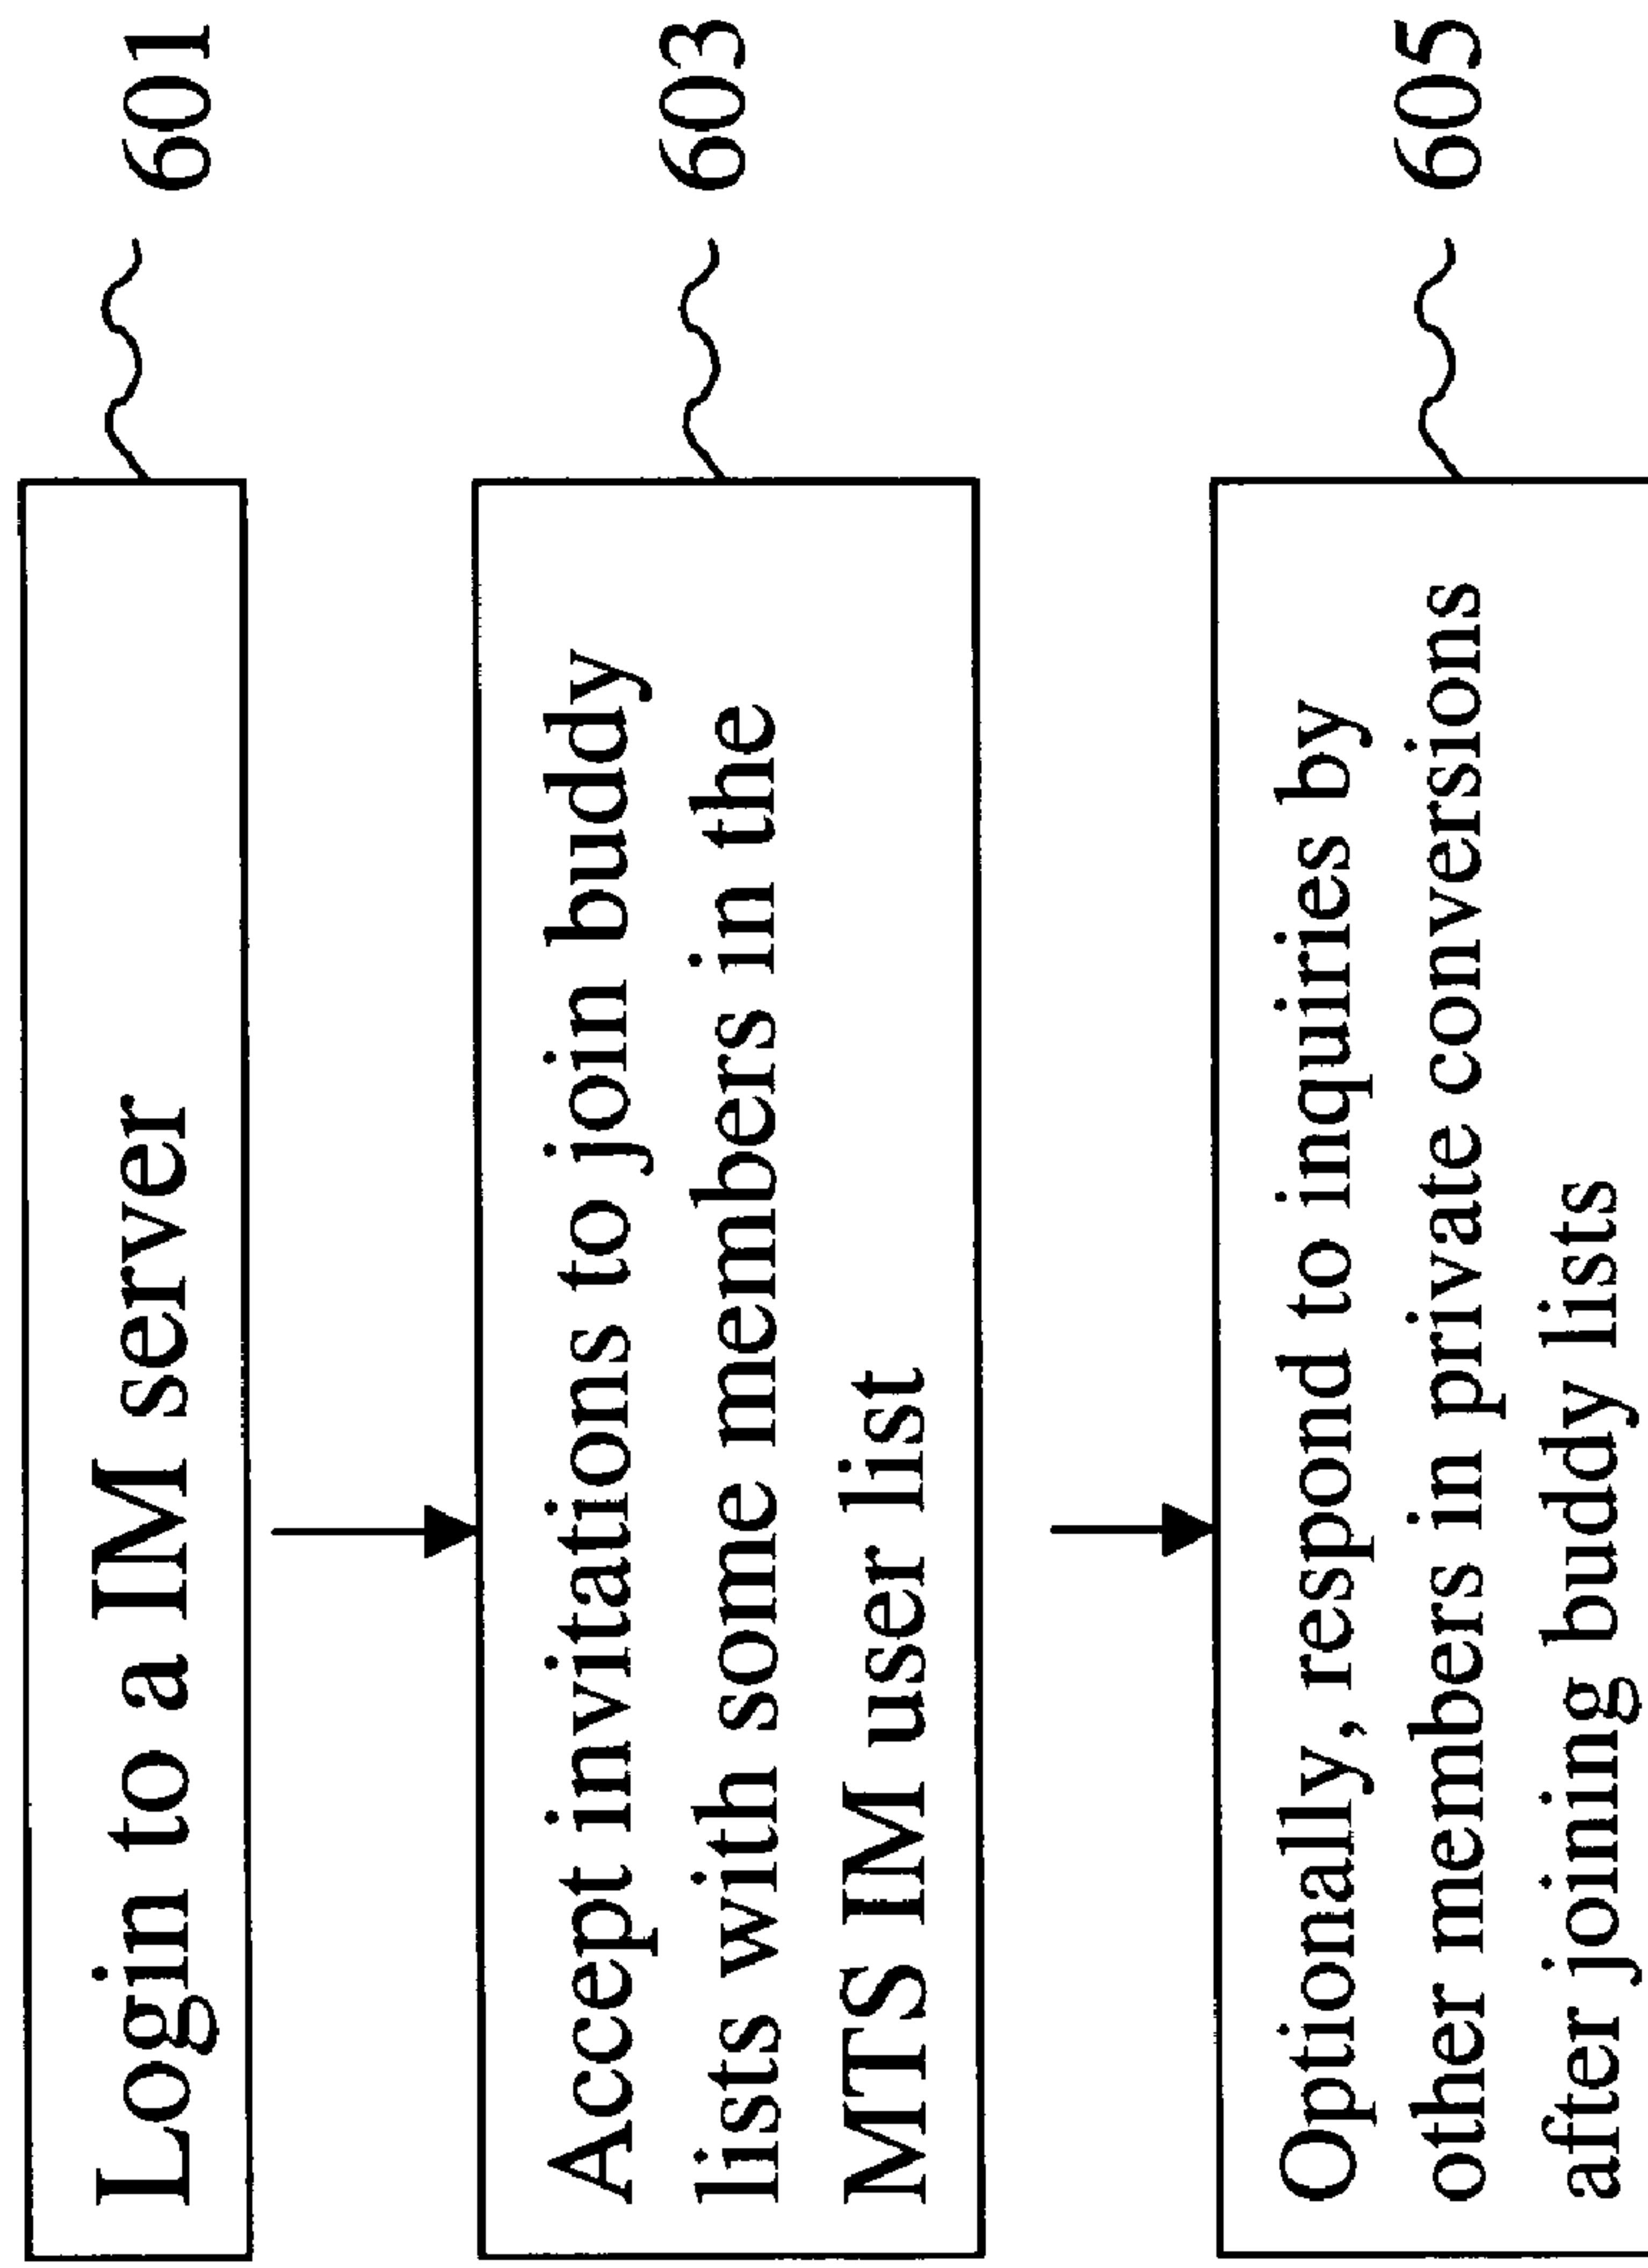 Login to a IM server
601
Accept invitations to join buddy
lists with some members in the
MTS IM user list
603
Optionally, respond to inquiries by
other members in private conversions
after joining buddy lists
605